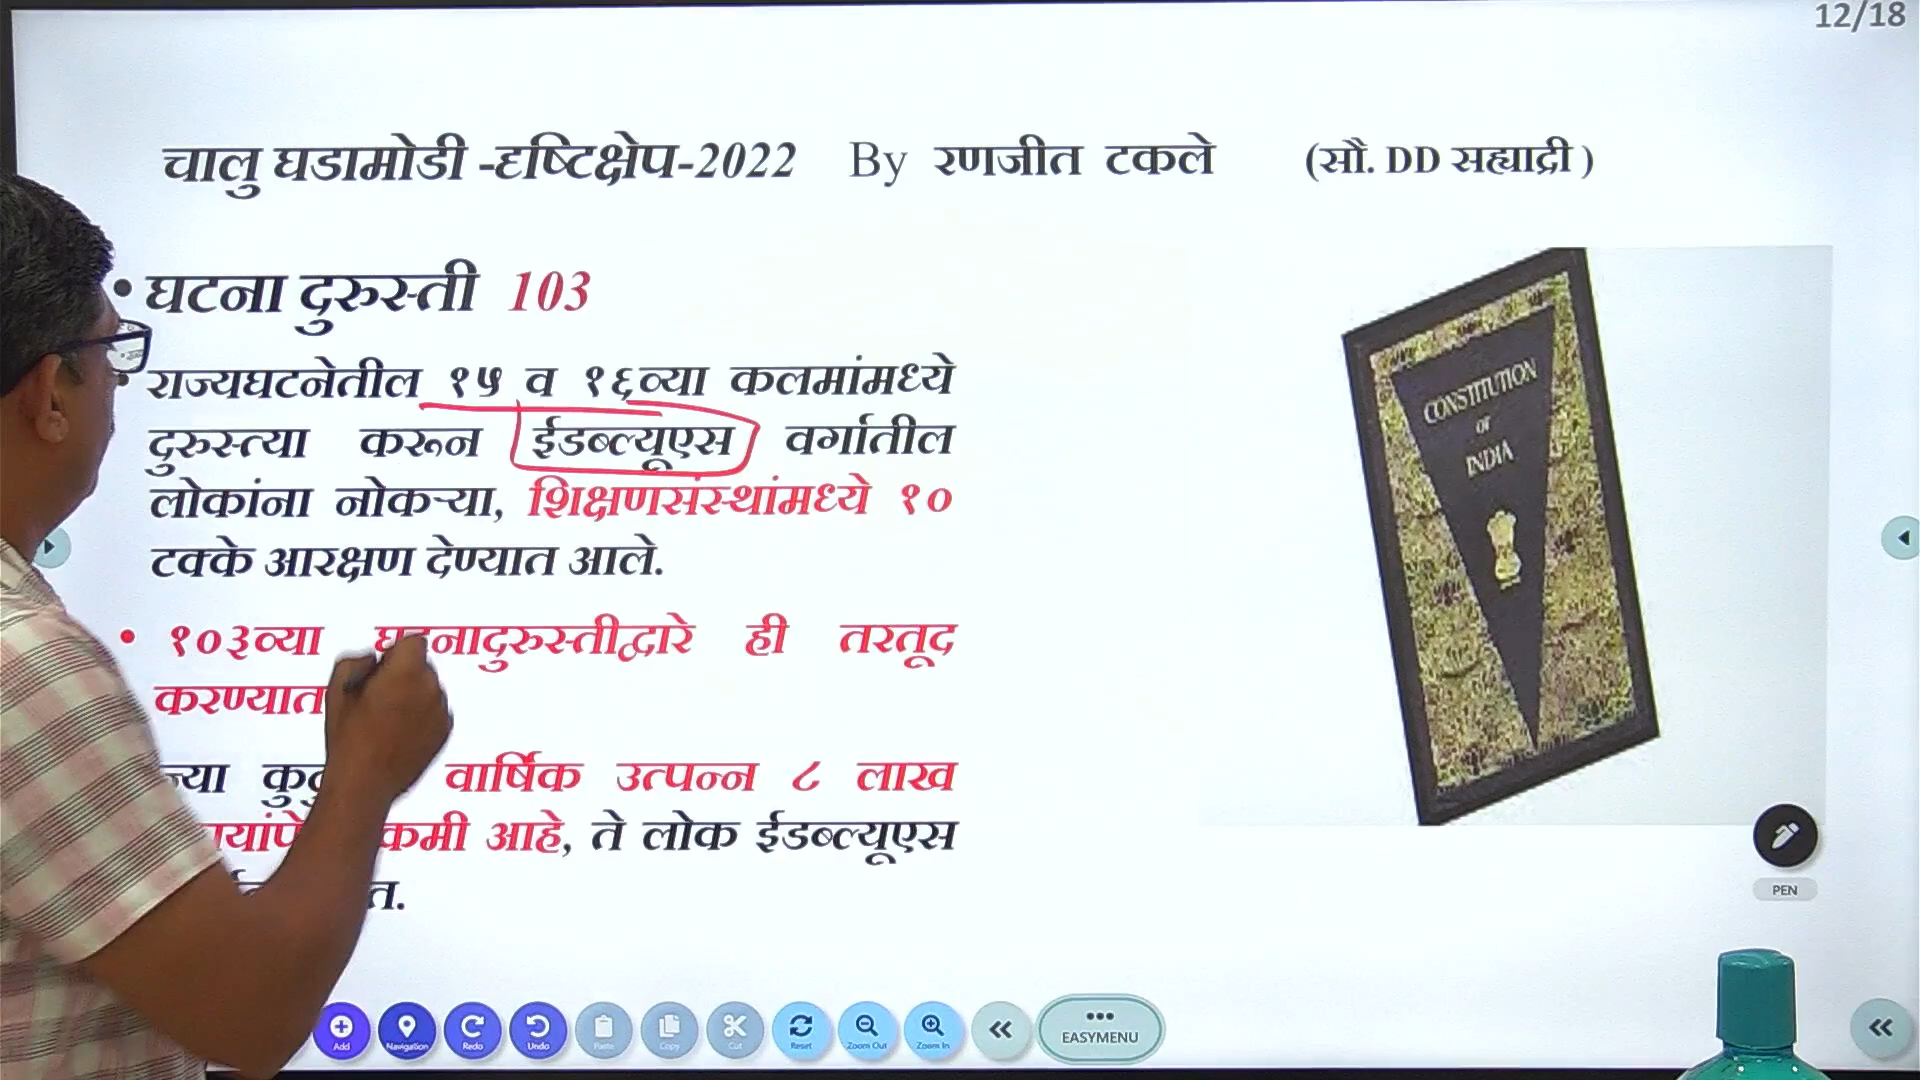 12/18
चालु घडामोडी -दृष्टिक्षेप-2022 By रणजीत टकले (सौ. DD सह्याद्री )
• घटना दुरुस्ती 103
राज्यघटनेतील १५ व १६व्या कलमांमध्ये
दुरुस्त्या करून ईडब्ल्यूएस वर्गातील
लोकांना नोकऱ्या, शिक्षणसंस्थांमध्ये १०
टक्के आरक्षण देण्यात आले.
• १०३व्या घटनादुरुस्तीद्वारे ही तरतूद
करण्यात
वार्षिक उत्पन्न ८ लाख
कमी आहे, ते लोक ईडब्ल्यूएस
CONSTITUTION
OF
INDIA
PEN
Add
Navigation
Redo
Undo
Paste
Copy
Cut
Reset
Zoom Out
Zoom In
EASYMENU